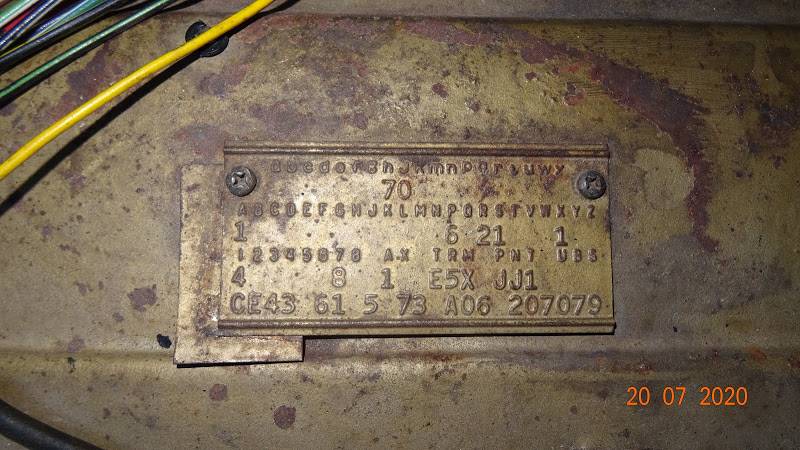 abcdefghJkmnpqrsuwy
70
ABCDEFGHJKLMNPQRSTVWXYZ
1 6 21 1
12345678 AX TRM PNT UBS
4 8 1 E5X JJ1
CE43 61 5 73 A06 207079
20 07 2020